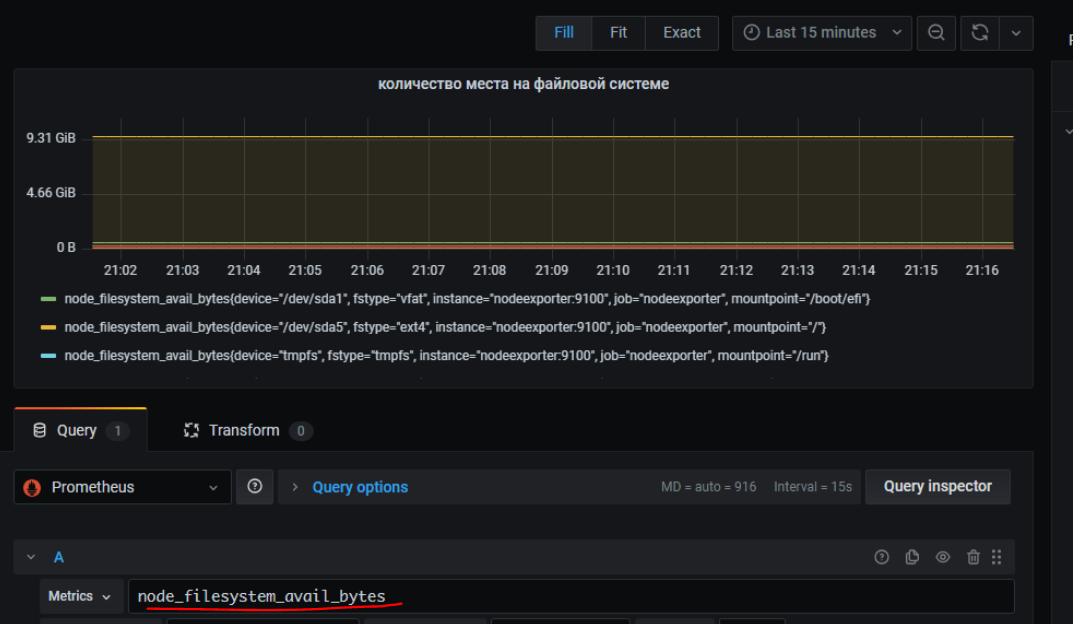 Fill Fit Exact Last 15 minutes
количество места на файловой системе
9.31 GiB
4.66 GiB
0 B
21:02 21:03 21:04 21:05 21:06 21:07 21:08 21:09 21:10 21:11 21:12 21:13 21:14 21:15 21:16
node_filesystem_avail_bytes{device="/dev/sda1", fstype="vfat", instance="nodeexporter:9100", job="nodeexporter", mountpoint="/boot/efi"}
node_filesystem_avail_bytes{device="/dev/sda5", fstype="ext4", instance="nodeexporter:9100", job="nodeexporter", mountpoint="/"}
node_filesystem_avail_bytes{device="tmpfs", fstype="tmpfs", instance="nodeexporter:9100", job="nodeexporter", mountpoint="/run"}
Query 1 Transform 0
Prometheus Query options MD = auto = 916 Interval = 15s Query inspector
A
Metrics node_filesystem_avail_bytes